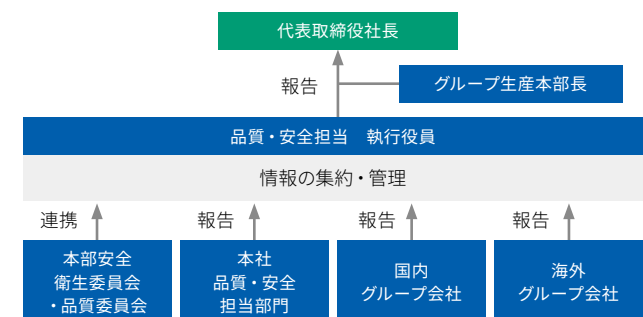 代表取締役社長
報告
グループ生産本部長
品質・安全担当　執行役員
情報の集約・管理
連携
報告
報告
報告
本部安全
衛生委員会
・品質委員会
本社
品質・安全
担当部門
国内
グループ会社
海外
グループ会社